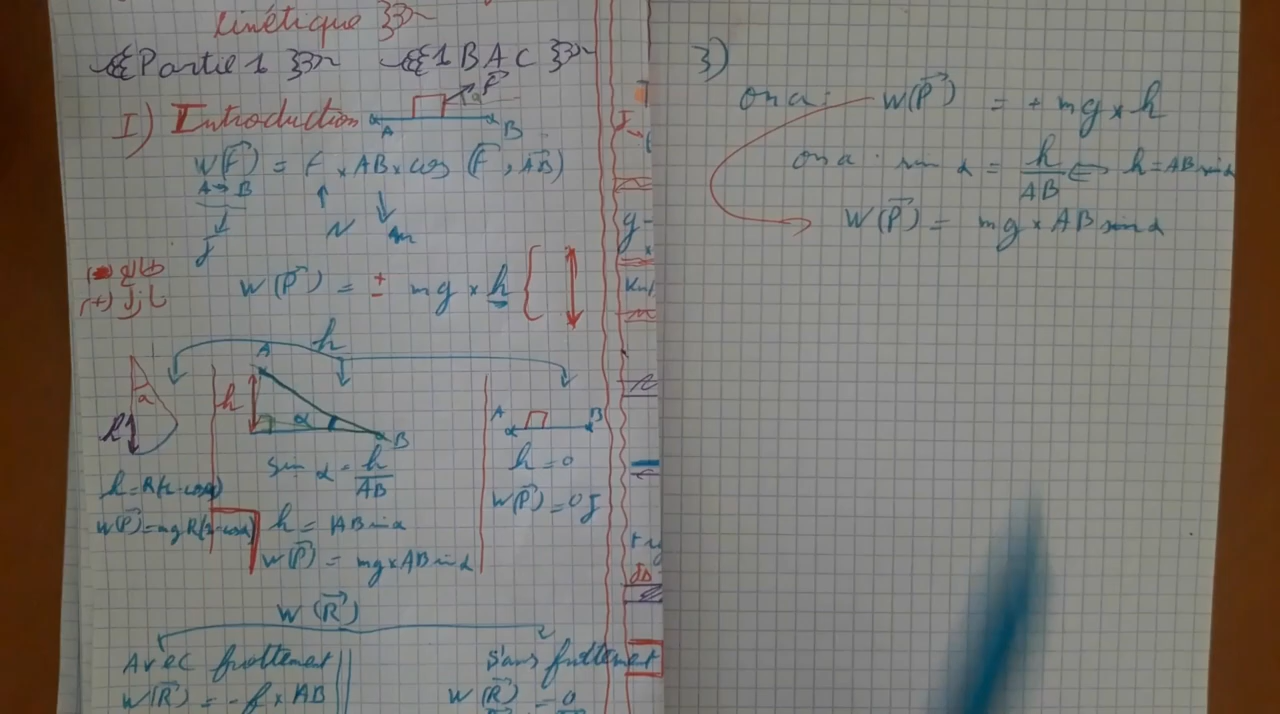 Kinétique
Partie 1 1 BAC
I) Introduction
F
α
A B
W(F) = F × AB × cos (F, AB)
A→B
J N m
W(P) = ± mg × h
(+)
h
A
α
h
α
R
B
A B
sin α = h/AB
h = 0
h = R(1-cosα)
W(P) = 0 J
W(P) = mgR(1-cosα)
h = AB sin α
W(P) = mg × AB sin α
W(R)
Avec frottement
Sans frottement
W(R) = -f × AB
W(R) = 0
3)
on a : W(P) = + mg × h
on a : sin α = h/AB ⟺ h = AB sin α
W(P) = mg × AB sin α